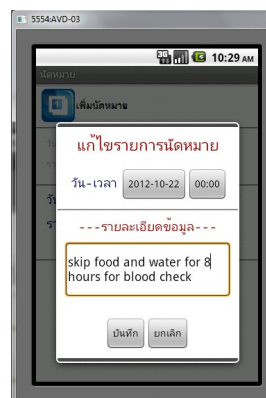 5554:AVD-03
3G
10:29 AM
นัดหมาย
เพิ่มนัดหมาย
แก้ไขรายการนัดหมาย
วัน-เวลา 2012-10-22 00:00
---รายละเอียดข้อมูล---
skip food and water for 8
hours for blood check
บันทึก ยกเลิก